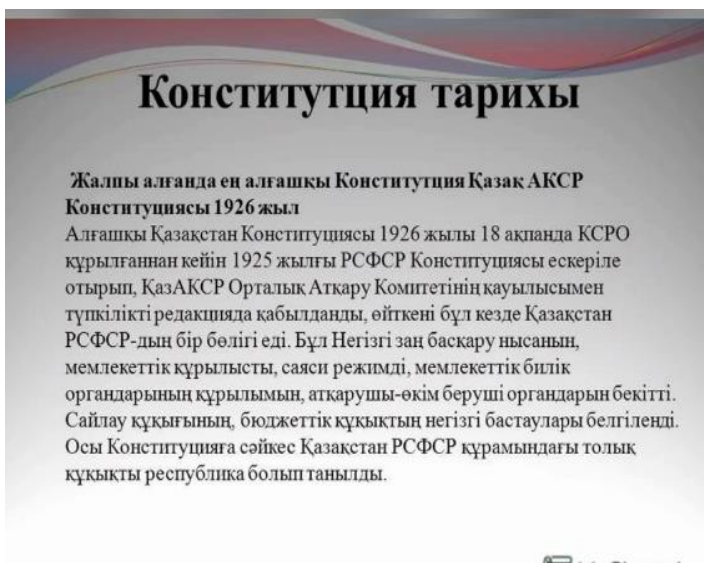 Конститутция тарихы
Жалпы алғанда ең алғашқы Конститутция Қазақ АКСР
Конституциясы 1926 жыл
Алғашқы Қазақстан Конституциясы 1926 жылы 18 ақпанда КСРО
құрылғаннан кейін 1925 жылғы РСФСР Конституциясы ескеріле
отырып, ҚазАКСР Орталық Атқару Комитетінің қауылысымен
түпкілікті редакцияда қабылданды, өйткені бұл кезде Қазақстан
РСФСР-дың бір бөлігі еді. Бұл Негізгі заң басқару нысанын,
мемлекеттік құрылысты, саяси режимді, мемлекеттік билік
органдарының құрылымын, атқарушы-өкім беруші органдарын бекітті.
Сайлау құқығының, бюджеттік құқықтың негізгі бастаулары белгіленді.
Осы Конституцияға сәйкес Қазақстан РСФСР құрамындағы толық
құқықты республика болып танылды.